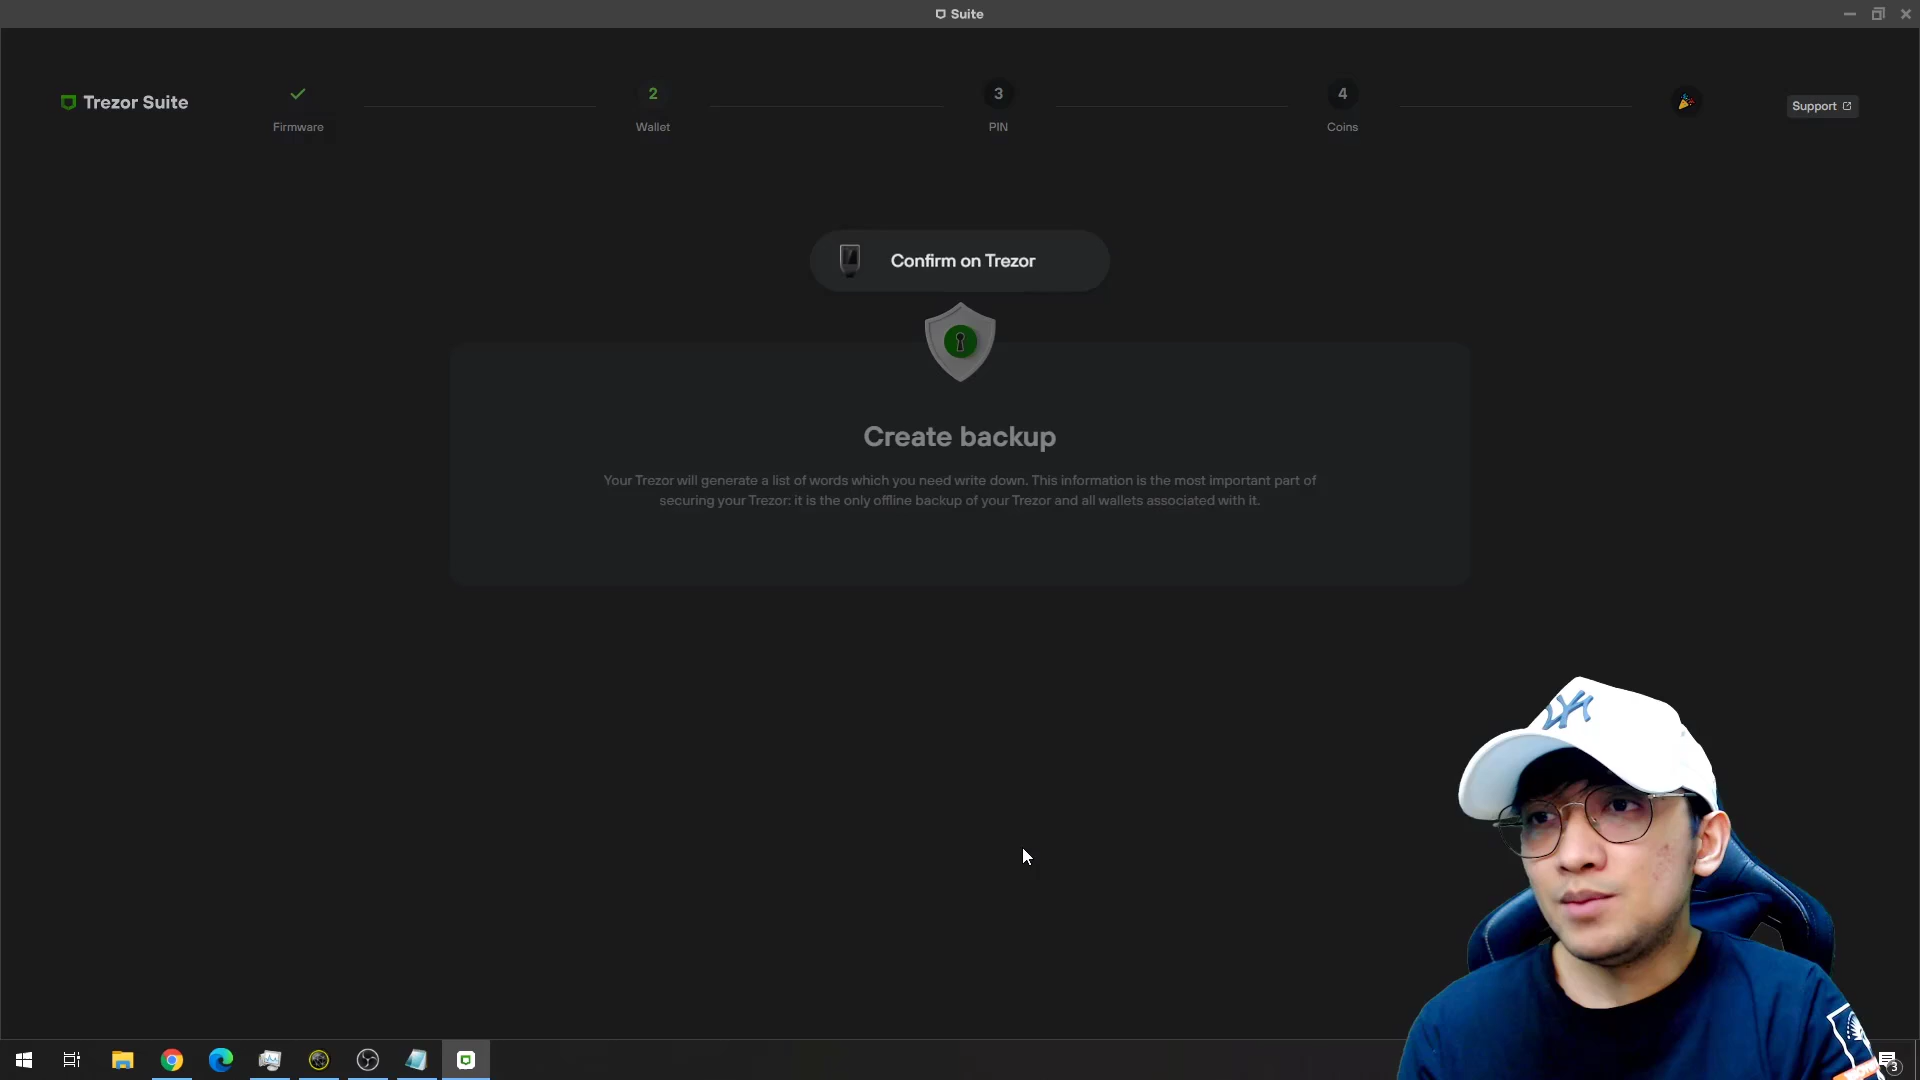 Suite
Trezor Suite
Firmware
2
Wallet
3
PIN
4
Coins
Support
Confirm on Trezor
Create backup
Your Trezor will generate a list of words which you need write down. This information is the most important part of
securing your Trezor: it is the only offline backup of your Trezor and all wallets associated with it.
NY
3